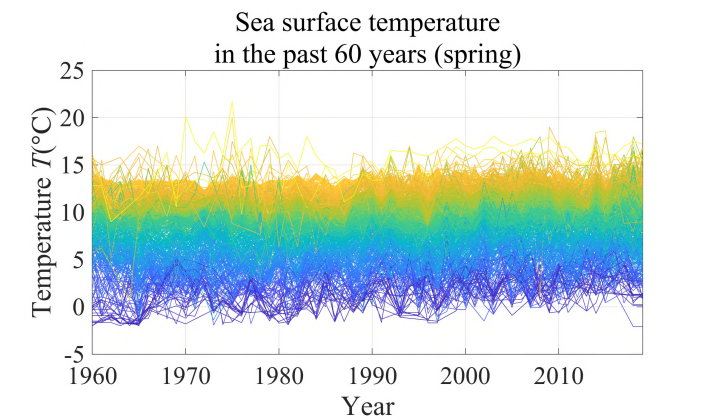 Sea surface temperature
in the past 60 years (spring)
Temperature T(°C)
25
20
15
10
5
0
-5
1960 1970 1980 1990 2000 2010
Year